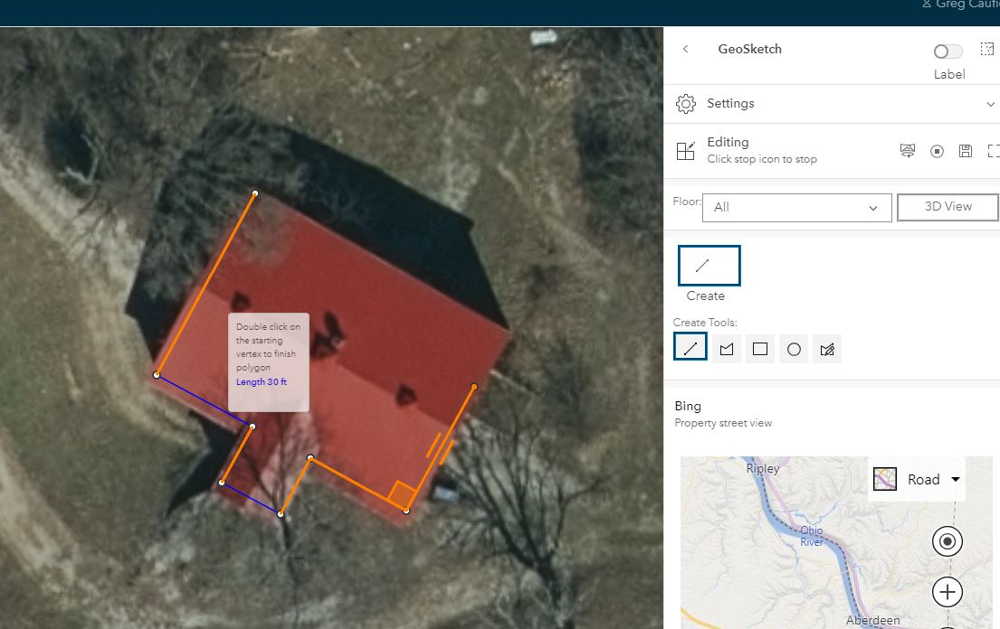 Greg Caufi
GeoSketch
Label
Settings
Editing
Click stop icon to stop
Floor:
All
3D View
Create
Create Tools:
Double click on
the starting
vertex to finish
polygon
Length 30 ft
Bing
Property street view
Ripley
Road
Ohio
River
Aberdeen